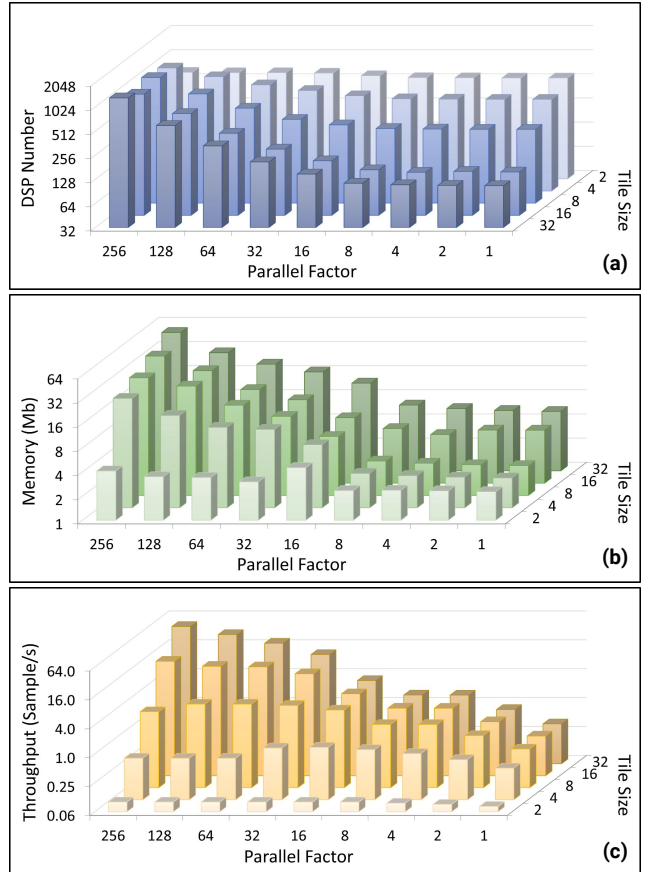 2048
1024
512
256
128
64
32
DSP Number
256 128 64 32 16 8 4 2 1
Parallel Factor
32 16 8 4 2
Tile Size
(a)
64
32
16
8
4
2
1
Memory (Mb)
256 128 64 32 16 8 4 2 1
Parallel Factor
2 4 8 16 32
Tile Size
(b)
64.0
16.0
4.0
1.0
0.25
0.06
Throughput (Sample/s)
256 128 64 32 16 8 4 2 1
Parallel Factor
2 4 8 16 32
Tile Size
(c)